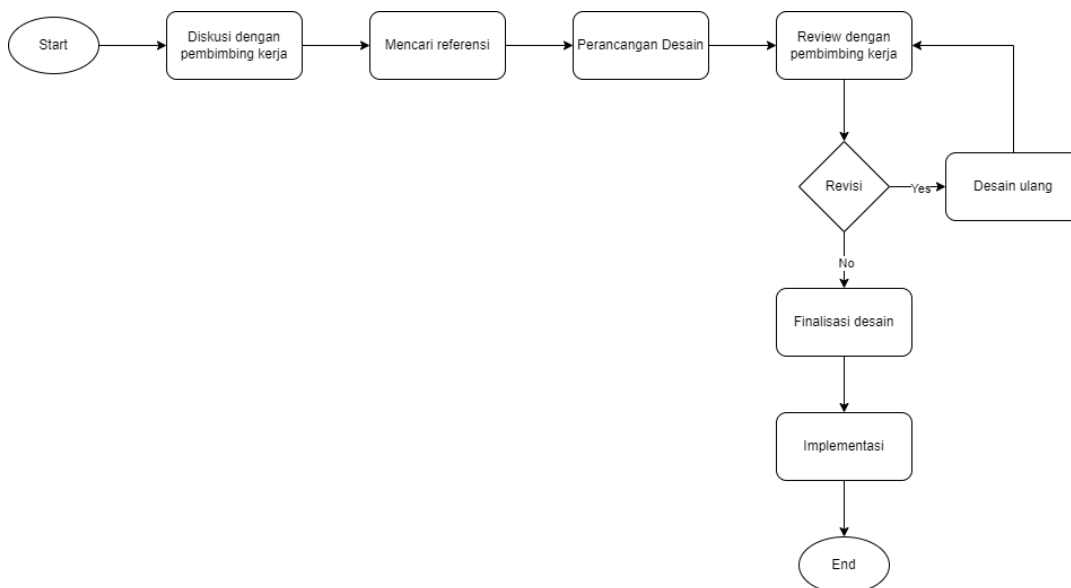 Start
Diskusi dengan
pembimbing kerja
Mencari referensi
Perancangan Desain
Review dengan
pembimbing kerja
Revisi
Yes
Desain ulang
No
Finalisasi desain
Implementasi
End